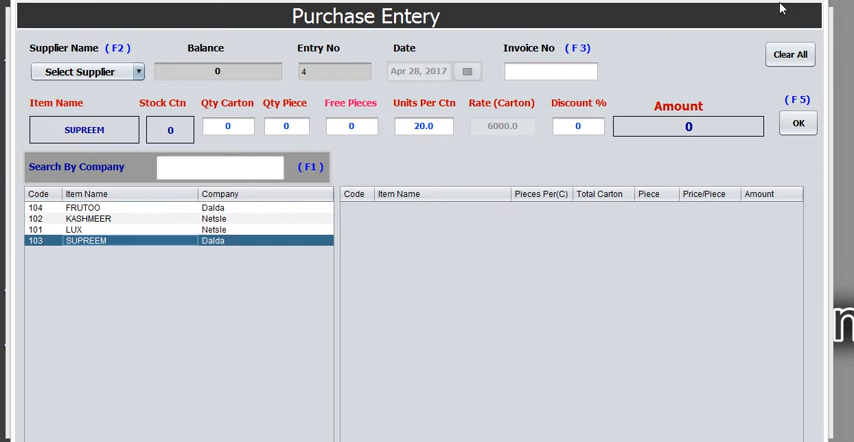 Purchase Entery
Supplier Name ( F2 ) Balance Entry No Date Invoice No ( F 3)
Select Supplier 0 4 Apr 28, 2017 Clear All
Item Name Stock Ctn Qty Carton Qty Piece Free Pieces Units Per Ctn Rate (Carton) Discount % Amount ( F 5)
SUPREEM 0 0 0 0 20.0 6000.0 0 0 OK
Search By Company (F1 )
Code Item Name Company
104 FRUTOO Dalda
102 KASHMEER Netsle
101 LUX Netsle
103 SUPREEM Dalda
Code Item Name Pieces Per(C) Total Carton Piece Price/Piece Amount